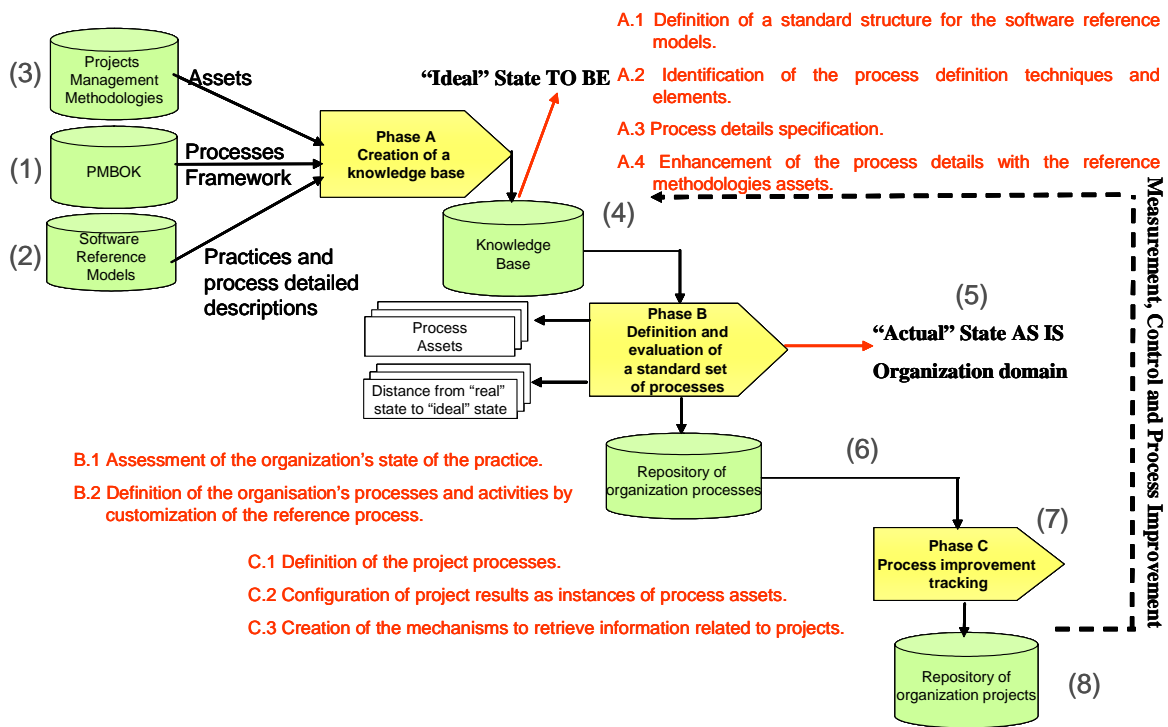 A.1 Definition of a standard structure for the software reference
models.
A.2 Identification of the process definition techniques and
elements.
A.3 Process details specification.
A.4 Enhancement of the process details with the reference
methodologies assets.
(3)
Projects
Management
Methodologies
Assets
“Ideal” State TO BE
(1)
PMBOK
Processes
Framework
Phase A
Creation of a
knowledge base
(2)
Software
Reference
Models
Practices and
process detailed
descriptions
(4)
Knowledge
Base
Measurement, Control and Process Improvement
Process
Assets
Distance from “real”
state to “ideal” state
Phase B
Definition and
evaluation of
a standard set
of processes
(5)
“Actual” State AS IS
Organization domain
B.1 Assessment of the organization’s state of the practice.
B.2 Definition of the organisation’s processes and activities by
customization of the reference process.
Repository of
organization processes
(6)
(7)
Phase C
Process improvement
tracking
C.1 Definition of the project processes.
C.2 Configuration of project results as instances of process assets.
C.3 Creation of the mechanisms to retrieve information related to projects.
Repository of
organization projects
(8)